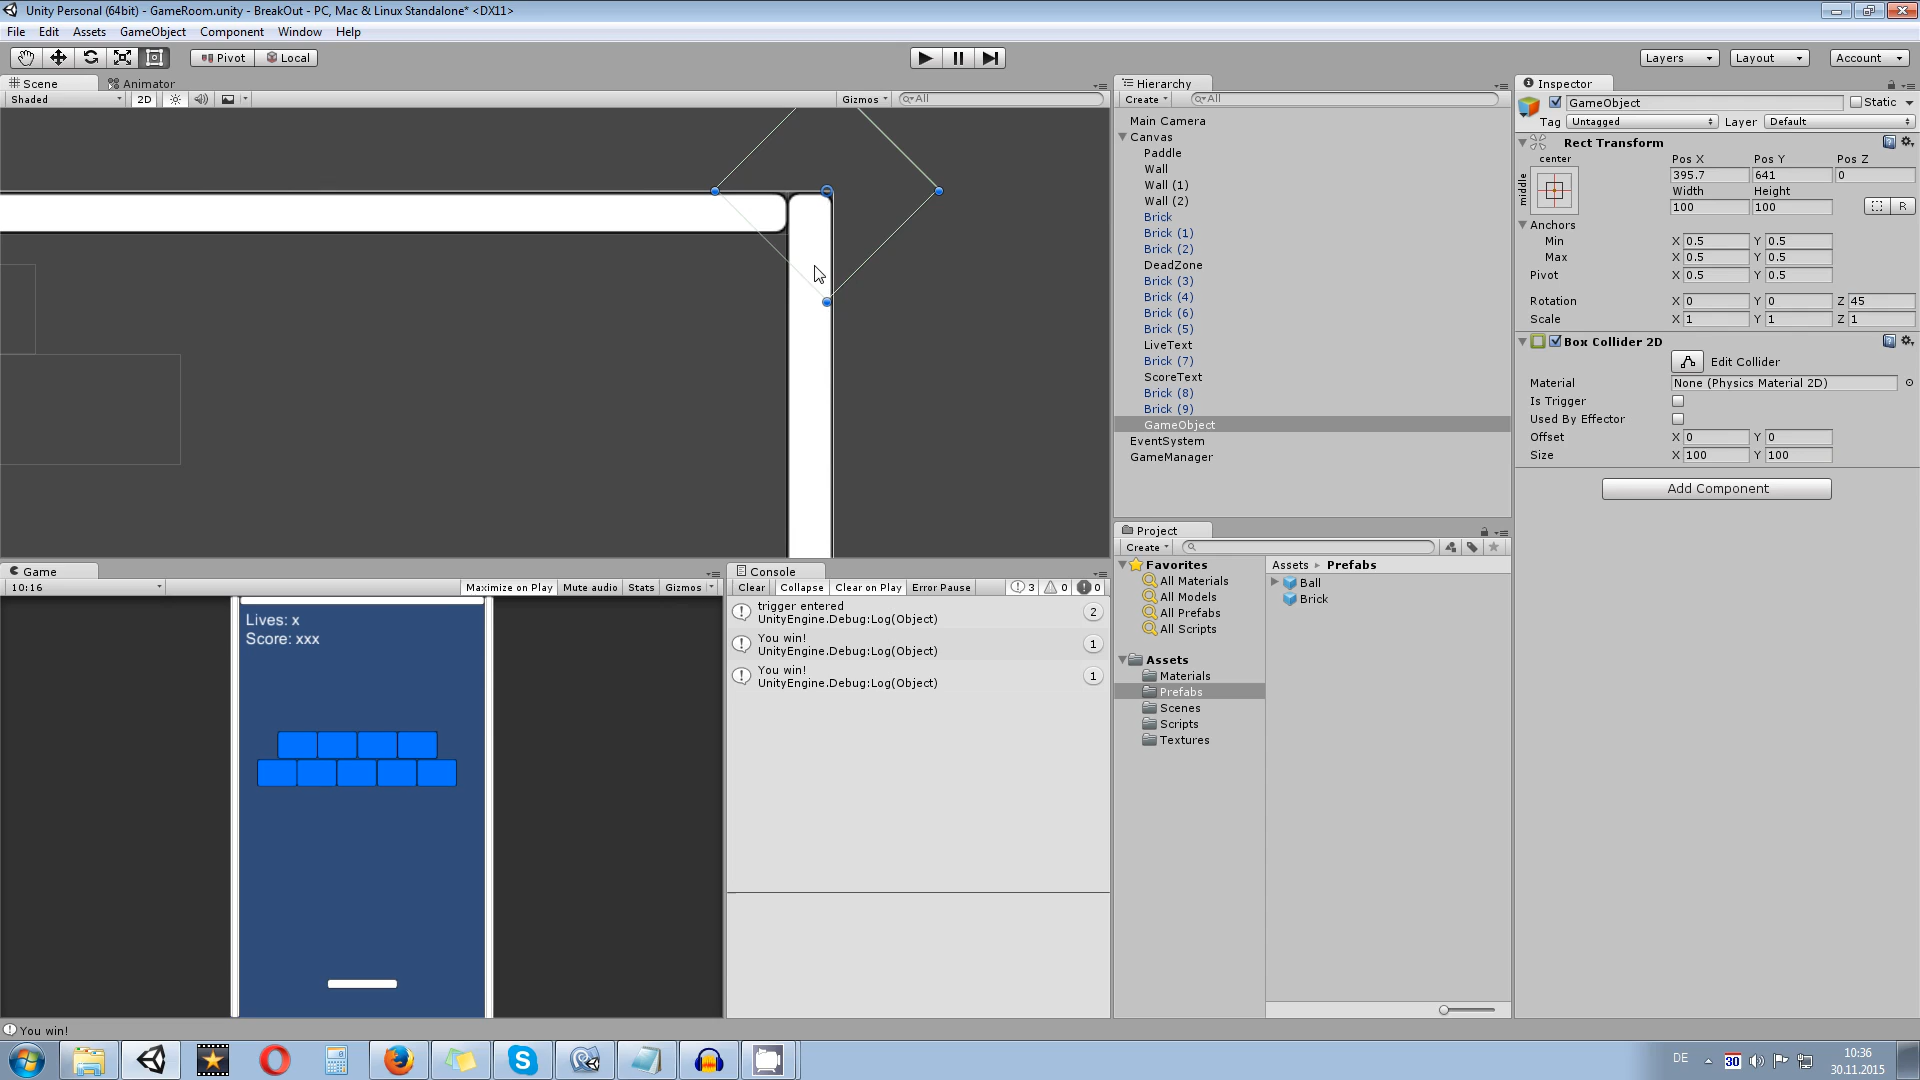 Unity Personal (64bit) - GameRoom.unity - BreakOut - PC, Mac & Linux Standalone* <DX11>
File Edit Assets GameObject Component Window Help
Pivot Local Layers Layout Account
Scene Animator
Shaded 2D Gizmos All
Hierarchy
Create All
Main Camera
Canvas
Paddle
Wall
Wall (1)
Wall (2)
Brick
Brick (1)
Brick (2)
DeadZone
Brick (3)
Brick (4)
Brick (6)
Brick (5)
LiveText
Brick (7)
ScoreText
Brick (8)
Brick (9)
GameObject
EventSystem
GameManager
Inspector
GameObject Static
Tag Untagged Layer Default
Rect Transform
center Pos X Pos Y Pos Z
middle 395.7 641 0
Width Height
100 100 R
Anchors
Min X 0.5 Y 0.5
Max X 0.5 Y 0.5
Pivot X 0.5 Y 0.5
Rotation X 0 Y 0 Z 45
Scale X 1 Y 1 Z 1
Box Collider 2D
Edit Collider
Material None (Physics Material 2D)
Is Trigger
Used By Effector
Offset X 0 Y 0
Size X 100 Y 100
Add Component
Game
10:16 Maximize on Play Mute audio Stats Gizmos
Lives: x
Score: xxx
Console
Clear Collapse Clear on Play Error Pause 3 0 0
trigger entered
UnityEngine.Debug:Log(Object) 2
You win!
UnityEngine.Debug:Log(Object) 1
You win!
UnityEngine.Debug:Log(Object) 1
Project
Create
Favorites
All Materials
All Models
All Prefabs
All Scripts
Assets
Materials
Prefabs
Scenes
Scripts
Textures
Assets Prefabs
Ball
Brick
You win!
DE 30 10:36
30.11.2015